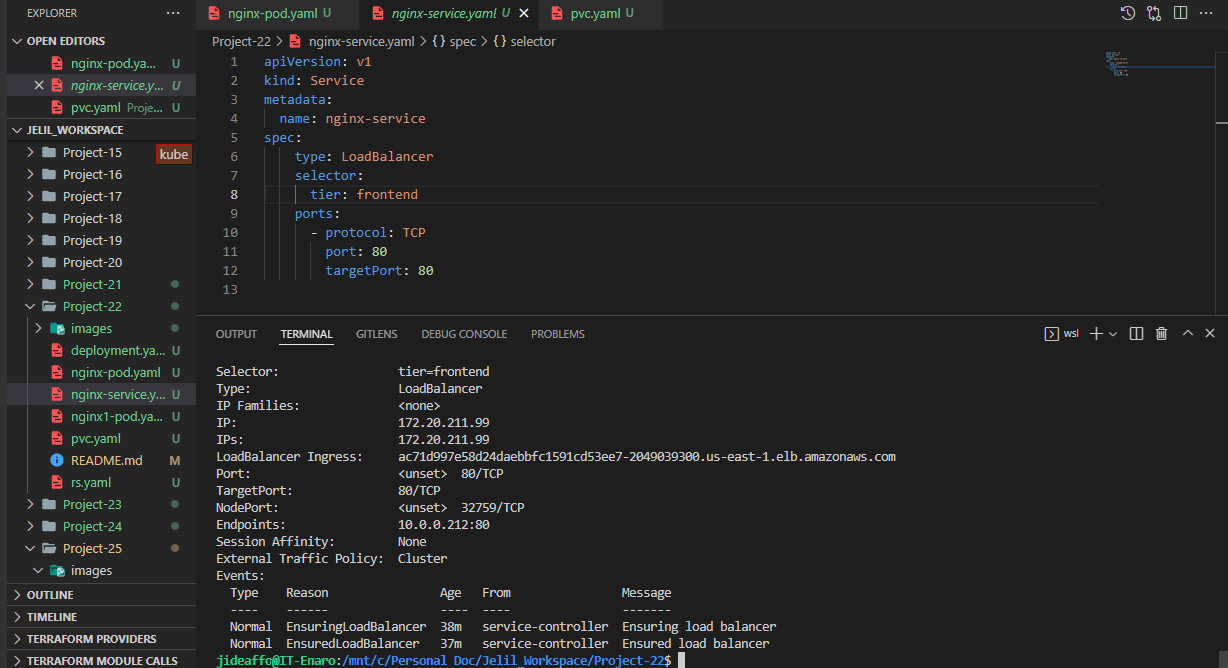 EXPLORER ···
nginx-pod.yaml U
nginx-service.yaml U
pvc.yaml U
OPEN EDITORS
nginx-pod.ya... U
nginx-service.y... U
pvc.yaml Proje... U
JELIL_WORKSPACE
Project-15
kube
Project-16
Project-17
Project-18
Project-19
Project-20
Project-21
Project-22
images
deployment.ya... U
nginx-pod.yaml U
nginx-service.y... U
nginx1-pod.ya... U
pvc.yaml U
README.md M
rs.yaml U
Project-23
Project-24
Project-25
images
OUTLINE
TIMELINE
TERRAFORM PROVIDERS
TERRAFORM MODULE CALLS
Project-22 > nginx-service.yaml > {} spec > {} selector
1 apiVersion: v1
2 kind: Service
3 metadata:
4 name: nginx-service
5 spec:
6 type: LoadBalancer
7 selector:
8 tier: frontend
9 ports:
10 - protocol: TCP
11 port: 80
12 targetPort: 80
13
OUTPUT TERMINAL GITLENS DEBUG CONSOLE PROBLEMS
wsl
Selector: tier=frontend
Type: LoadBalancer
IP Families: <none>
IP: 172.20.211.99
IPs: 172.20.211.99
LoadBalancer Ingress: ac71d997e58d24daebbfc1591cd53ee7-2049039300.us-east-1.elb.amazonaws.com
Port: <unset> 80/TCP
TargetPort: 80/TCP
NodePort: <unset> 32759/TCP
Endpoints: 10.0.0.212:80
Session Affinity: None
External Traffic Policy: Cluster
Events:
Type Reason Age From Message
---- ------ ---- ---- -------
Normal EnsuringLoadBalancer 38m service-controller Ensuring load balancer
Normal EnsuredLoadBalancer 37m service-controller Ensured load balancer
jideaffo@IT-Enaro:/mnt/c/Personal Doc/Jelil_Workspace/Project-22$